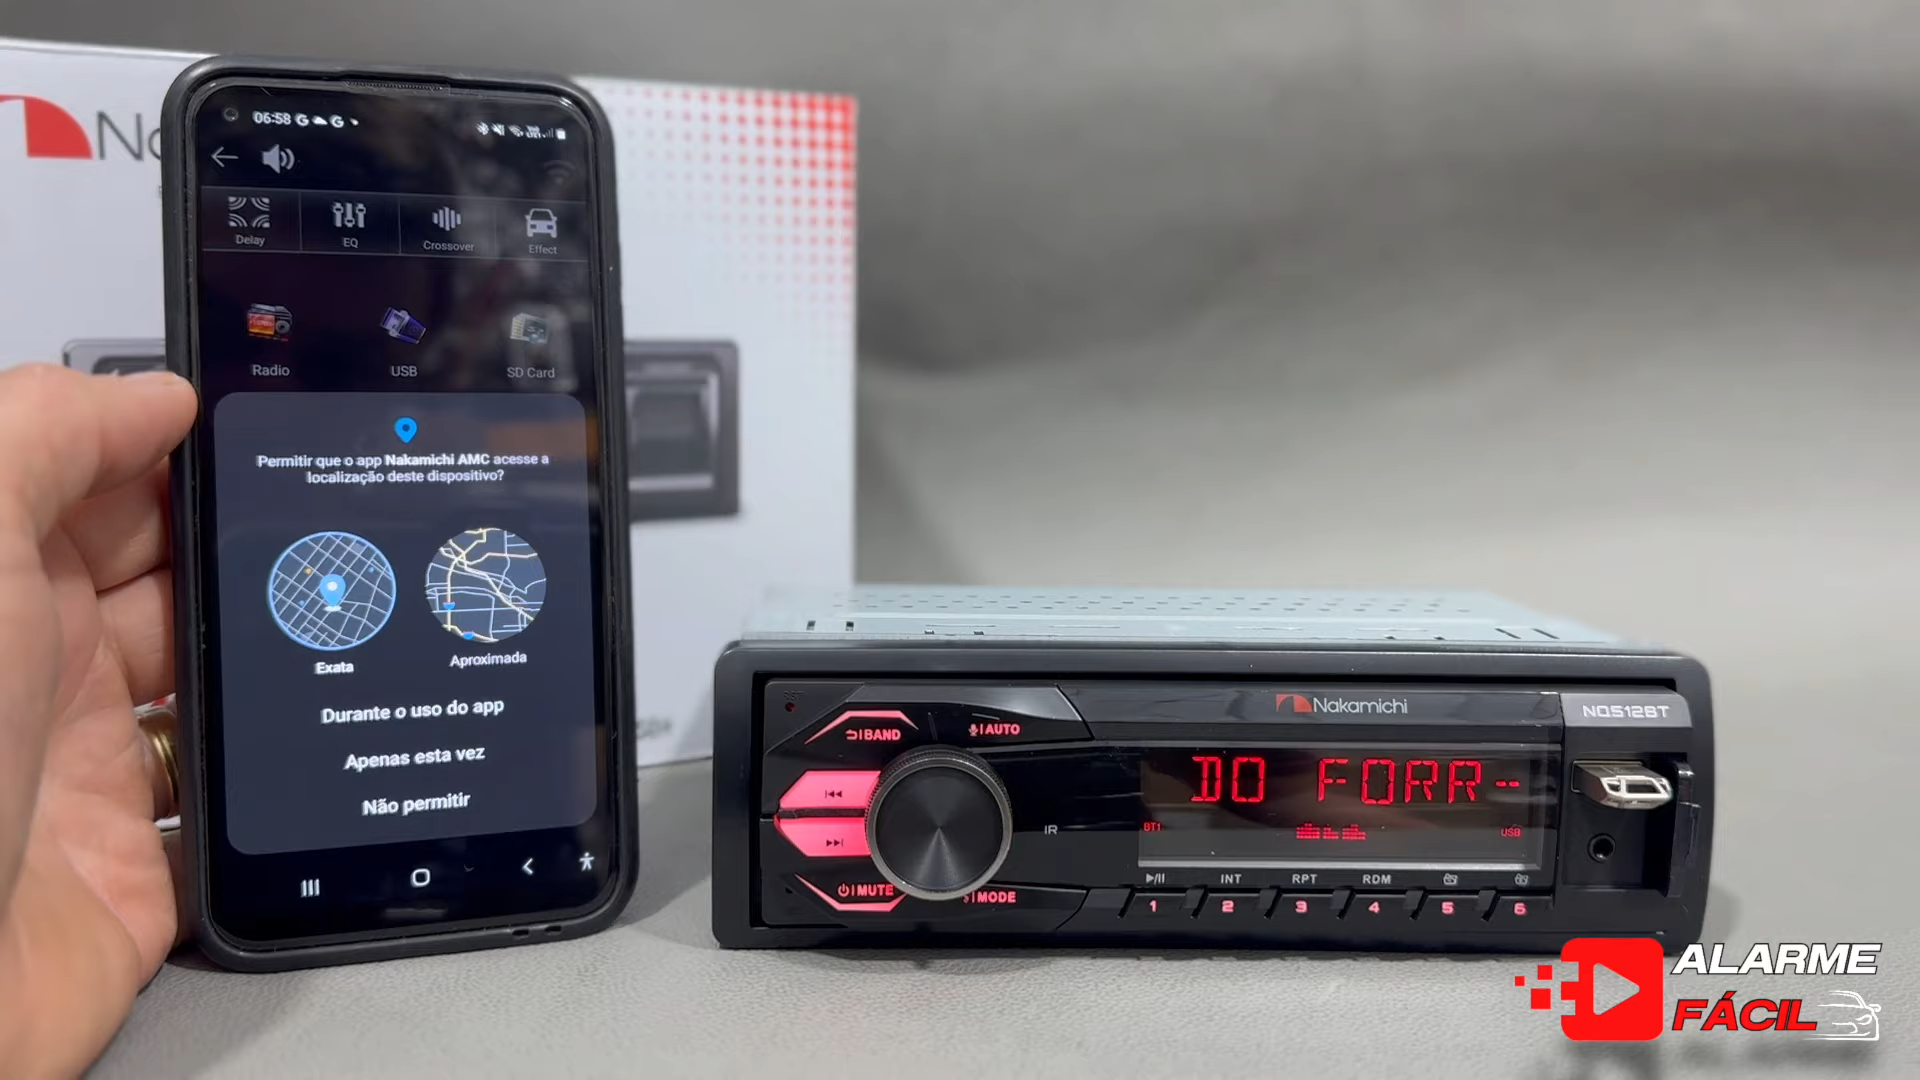 06:58 G G
Delay
EQ
Crossover
Effect
Radio
USB
SD Card
Permitir que o app Nakamichi AMC acesse a
localização deste dispositivo?
Exata
Aproximada
Durante o uso do app
Apenas esta vez
Não permitir
RST
BAND
AUTO
Nakamichi
NQ512BT
DO FORR-
IR
BT1
USB
MUTE
MODE
INT
RPT
RDM
1
2
3
4
5
6
ALARME
FÁCIL